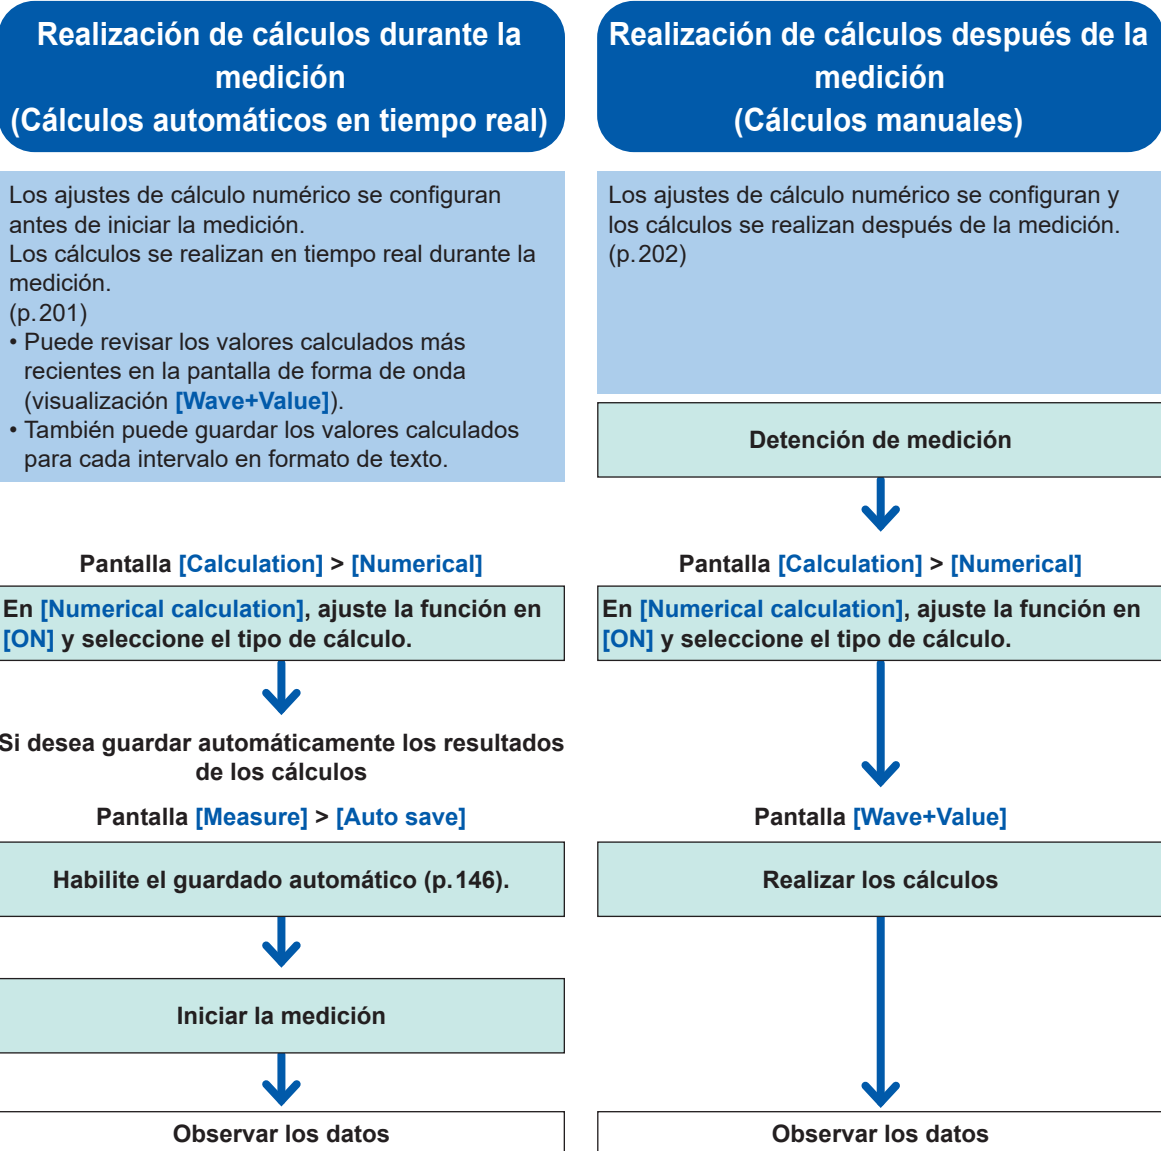 Realización de cálculos durante la
medición
(Cálculos automáticos en tiempo real)
Los ajustes de cálculo numérico se configuran
antes de iniciar la medición.
Los cálculos se realizan en tiempo real durante la
medición.
(p.201)
• Puede revisar los valores calculados más
recientes en la pantalla de forma de onda
(visualización [Wave+Value]).
• También puede guardar los valores calculados
para cada intervalo en formato de texto.
Pantalla [Calculation] > [Numerical]
En [Numerical calculation], ajuste la función en
[ON] y seleccione el tipo de cálculo.
Si desea guardar automáticamente los resultados
de los cálculos
Pantalla [Measure] > [Auto save]
Habilite el guardado automático (p.146).
Iniciar la medición
Observar los datos
Realización de cálculos después de la
medición
(Cálculos manuales)
Los ajustes de cálculo numérico se configuran y
los cálculos se realizan después de la medición.
(p.202)
Detención de medición
Pantalla [Calculation] > [Numerical]
En [Numerical calculation], ajuste la función en
[ON] y seleccione el tipo de cálculo.
Pantalla [Wave+Value]
Realizar los cálculos
Observar los datos